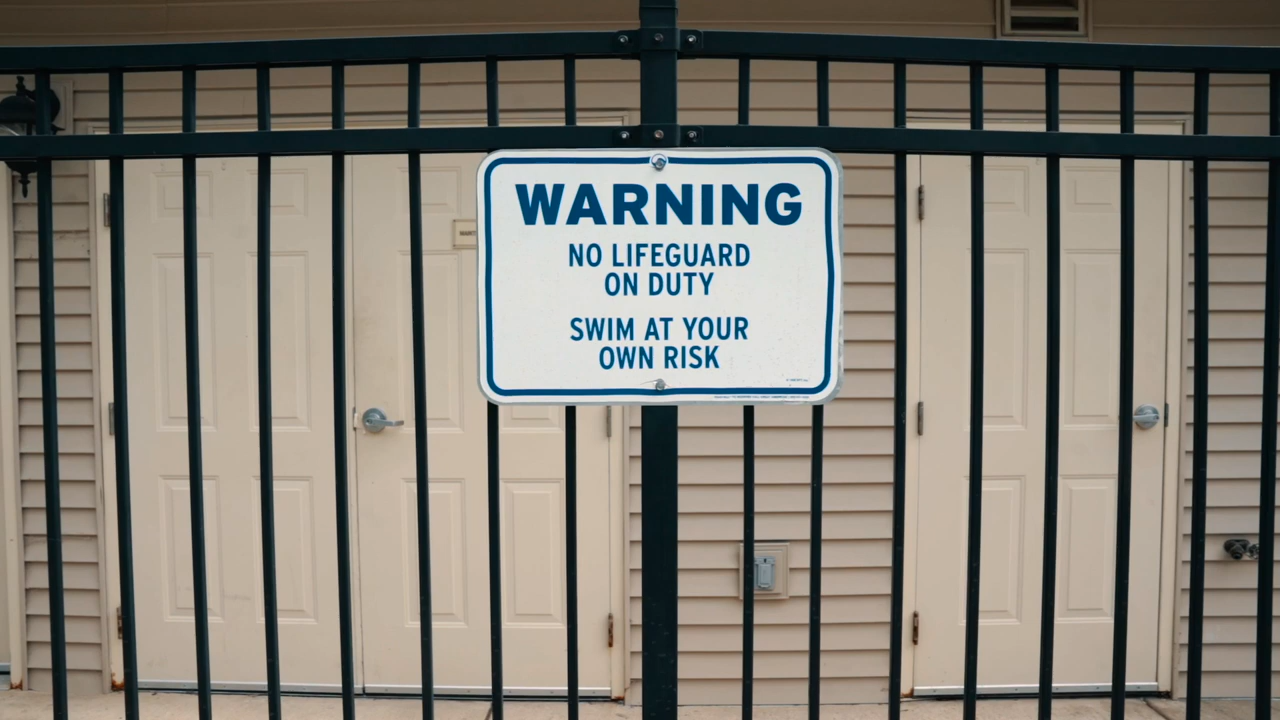 WARNING
NO LIFEGUARD
ON DUTY
SWIM AT YOUR
OWN RISK